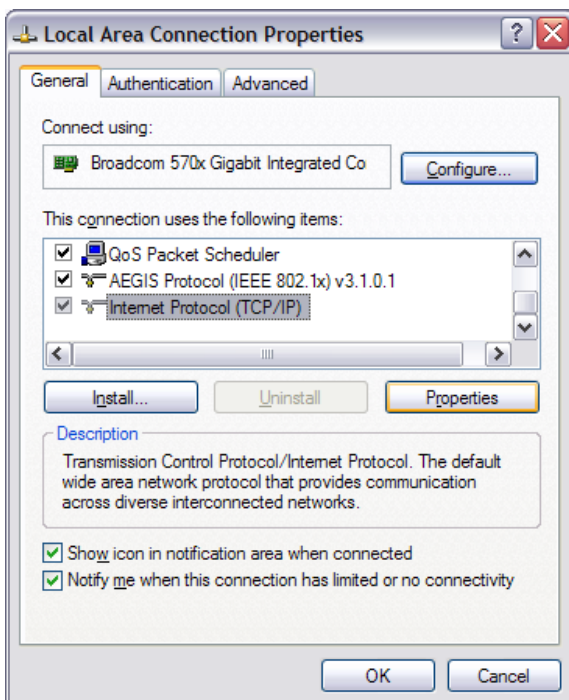 Local Area Connection Properties
General Authentication Advanced
Connect using:
Broadcom 570x Gigabit Integrated Co
Configure...
This connection uses the following items:
QoS Packet Scheduler
AEGIS Protocol (IEEE 802.1x) v3.1.0.1
Internet Protocol (TCP/IP)
Install... Uninstall Properties
Description
Transmission Control Protocol/Internet Protocol. The default
wide area network protocol that provides communication
across diverse interconnected networks.
Show icon in notification area when connected
Notify me when this connection has limited or no connectivity
OK Cancel